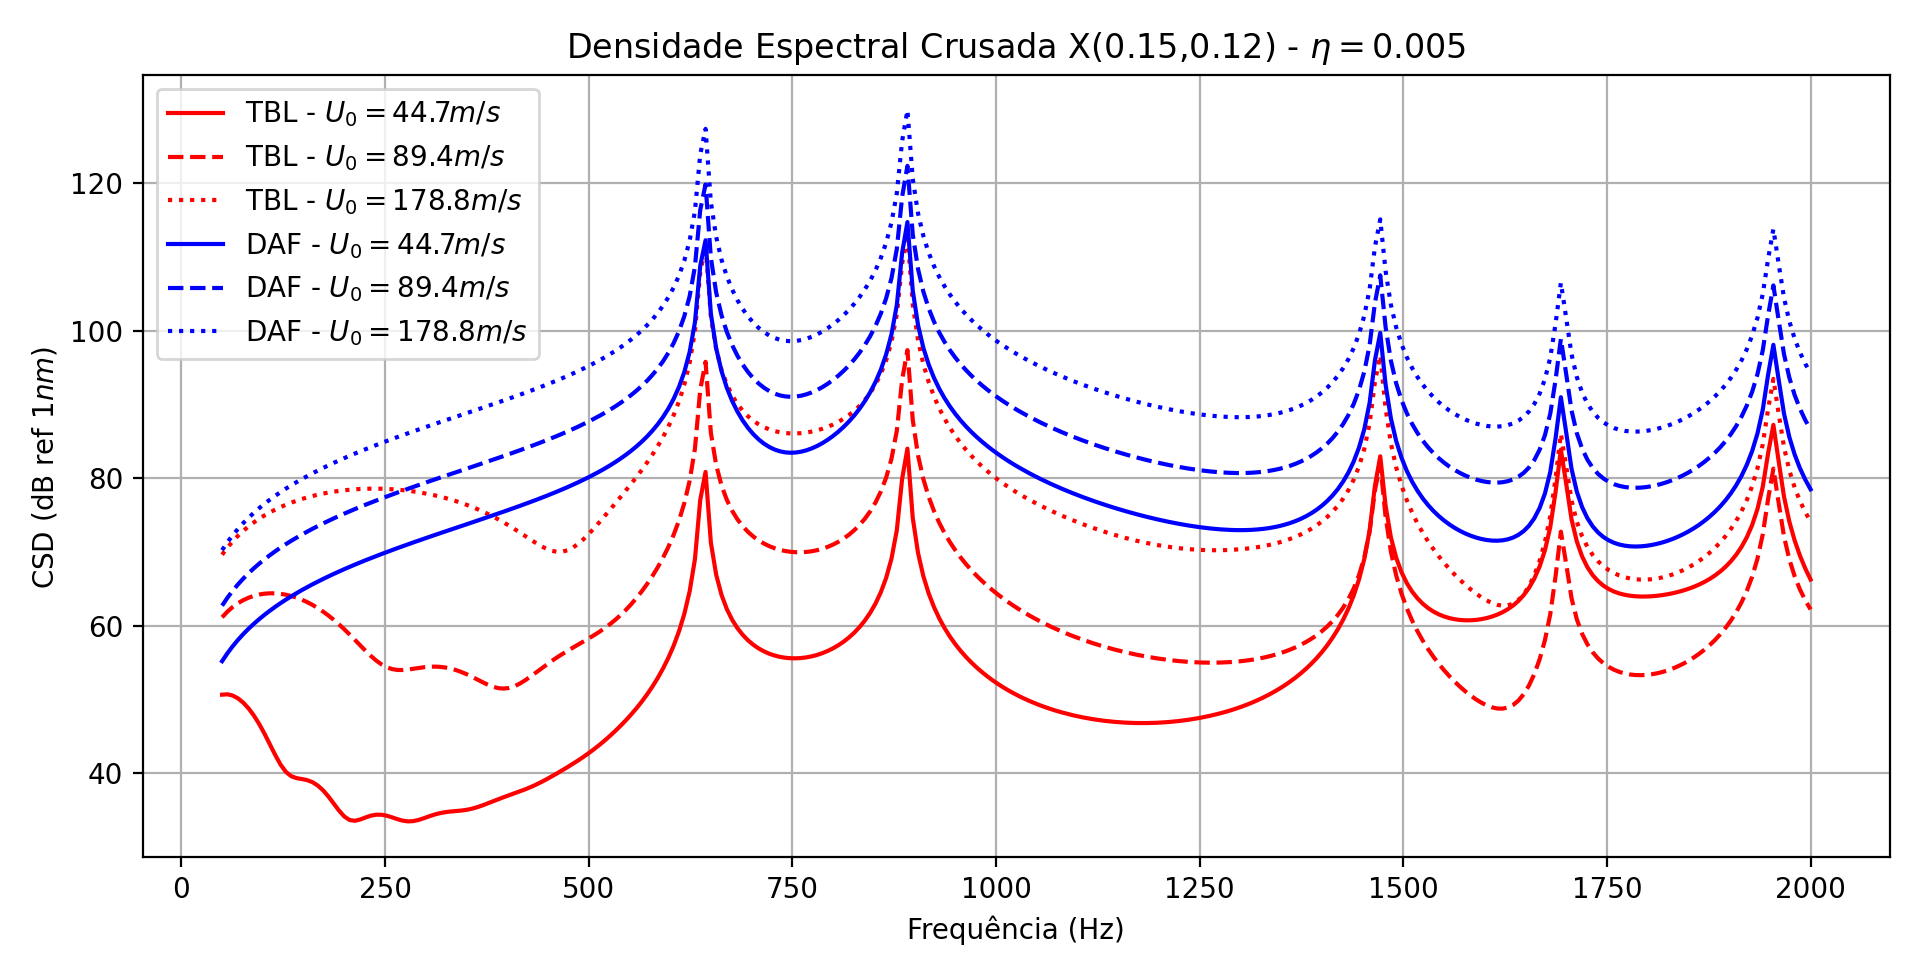 Densidade Espectral Crusada X(0.15,0.12) - η = 0.005
TBL - U₀ = 44.7m/s
TBL - U₀ = 89.4m/s
TBL - U₀ = 178.8m/s
DAF - U₀ = 44.7m/s
DAF - U₀ = 89.4m/s
DAF - U₀ = 178.8m/s
120
100
80
60
40
CSD (dB ref 1nm)
0 250 500 750 1000 1250 1500 1750 2000
Frequência (Hz)